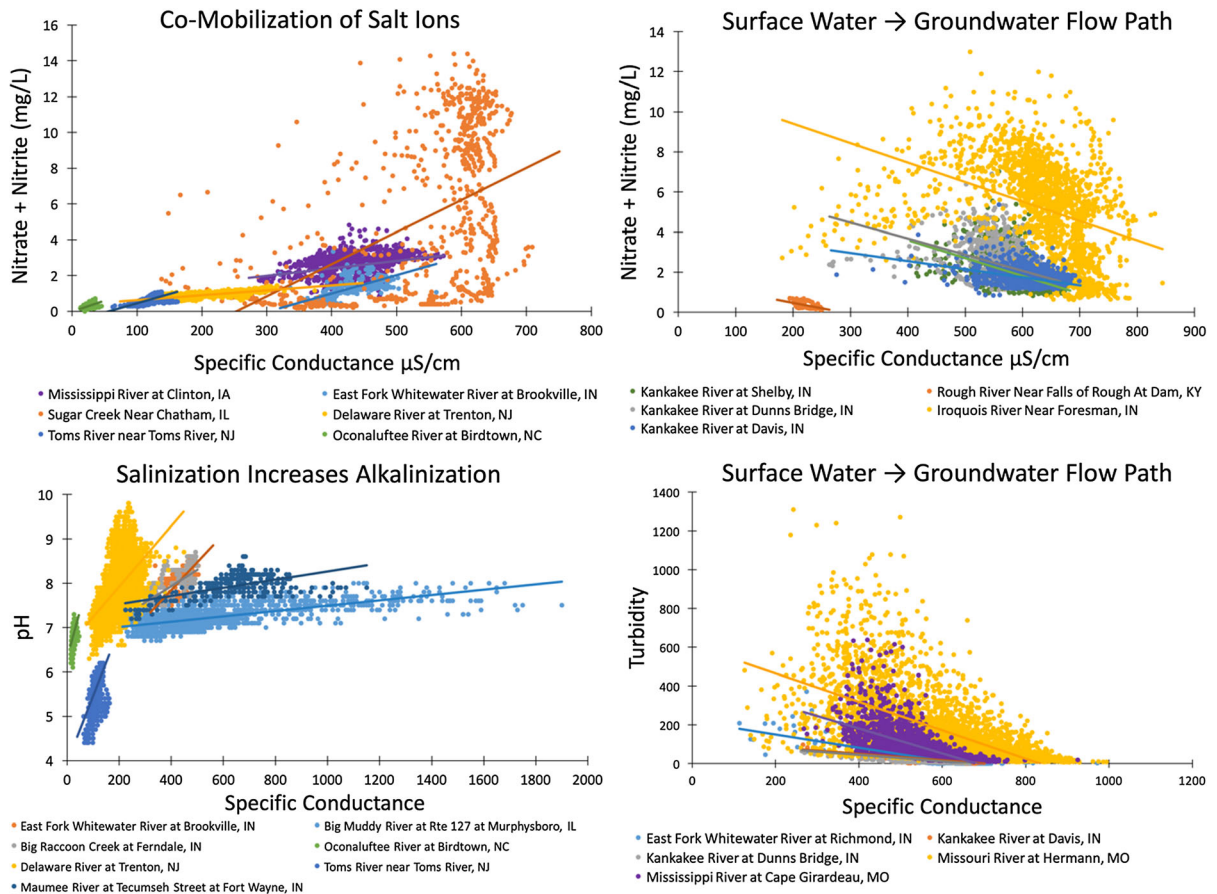 Co-Mobilization of Salt Ions
Nitrate + Nitrite (mg/L)
16
14
12
10
8
6
4
2
0
0 100 200 300 400 500 600 700 800
Specific Conductance µS/cm
Mississippi River at Clinton, IA
East Fork Whitewater River at Brookville, IN
Sugar Creek Near Chatham, IL
Delaware River at Trenton, NJ
Toms River near Toms River, NJ
Oconaluftee River at Birdtown, NC
Surface Water → Groundwater Flow Path
Nitrate + Nitrite (mg/L)
14
12
10
8
6
4
2
0
0 100 200 300 400 500 600 700 800 900
Specific Conductance µS/cm
Kankakee River at Shelby, IN
Rough River Near Falls of Rough At Dam, KY
Kankakee River at Dunns Bridge, IN
Iroquois River Near Foresman, IN
Kankakee River at Davis, IN
Salinization Increases Alkalinization
pH
10
9
8
7
6
5
4
0 200 400 600 800 1000 1200 1400 1600 1800 2000
Specific Conductance
East Fork Whitewater River at Brookville, IN
Big Muddy River at Rte 127 at Murphysboro, IL
Big Raccoon Creek at Ferndale, IN
Oconaluftee River at Birdtown, NC
Delaware River at Trenton, NJ
Toms River near Toms River, NJ
Maumee River at Tecumseh Street at Fort Wayne, IN
Surface Water → Groundwater Flow Path
Turbidity
1400
1200
1000
800
600
400
200
0
0 200 400 600 800 1000 1200
Specific Conductance
East Fork Whitewater River at Richmond, IN
Kankakee River at Davis, IN
Kankakee River at Dunns Bridge, IN
Missouri River at Hermann, MO
Mississippi River at Cape Girardeau, MO